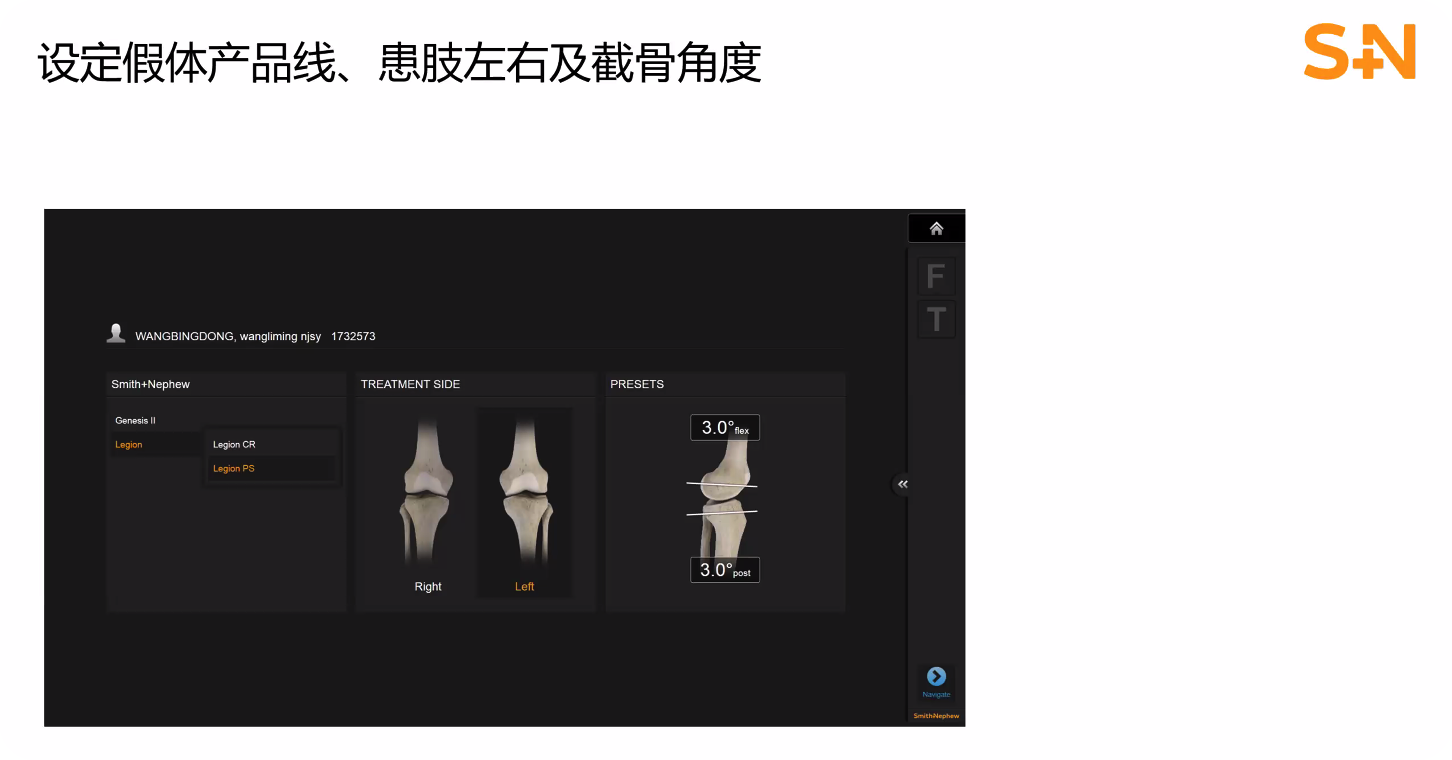 设定假体产品线、患肢左右及截骨角度
S+N
WANGBINGDONG, wangliming njsy 1732573
Smith+Nephew
Genesis II
Legion
Legion CR
Legion PS
TREATMENT SIDE
Right
Left
PRESETS
3.0° flex
3.0° post
F
T
Navigate
Smith+Nephew